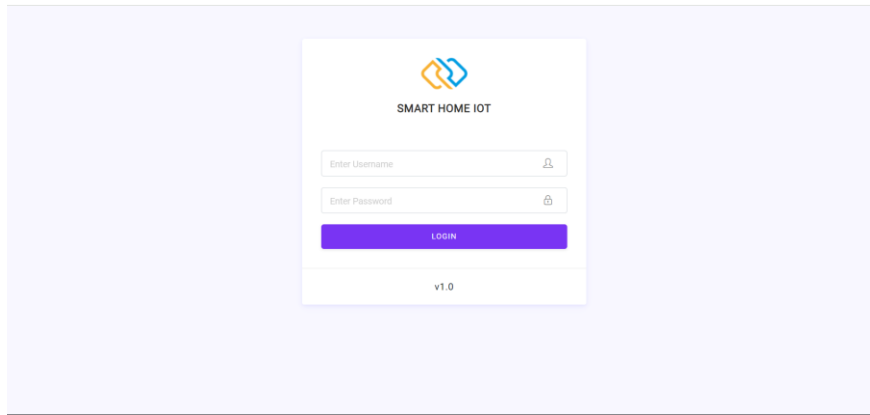 SMART HOME IOT
Enter Username
Enter Password
LOGIN
v1.0